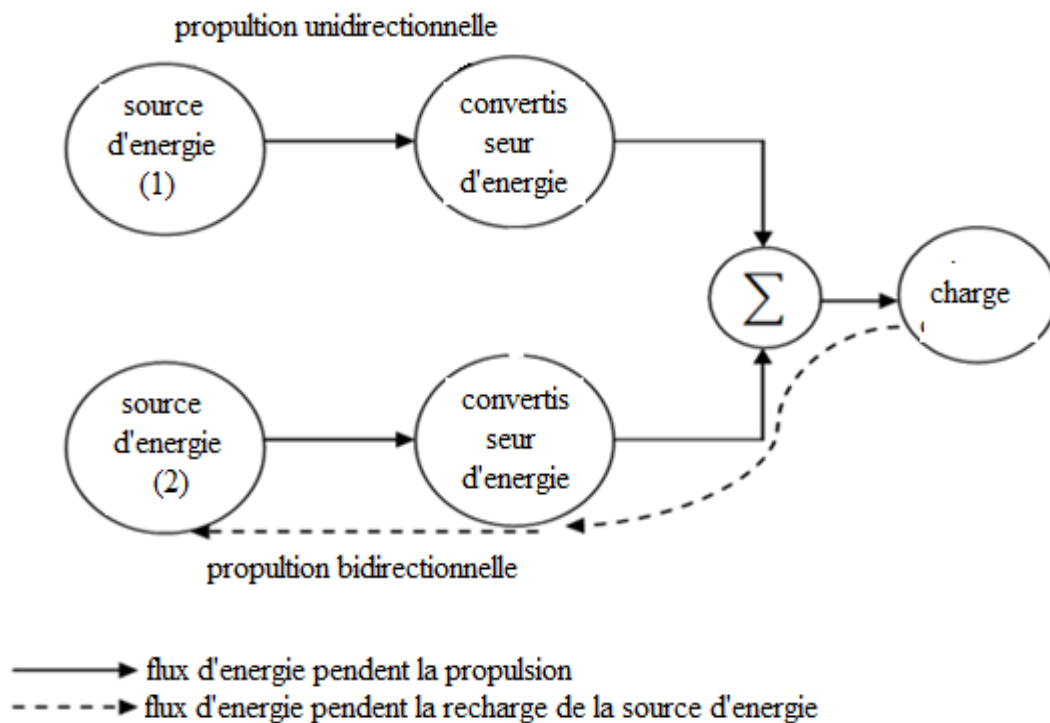 propultion unidirectionnelle
source
d'energie
(1)
convertis
seur
d'energie
∑
charge
source
d'energie
(2)
convertis
seur
d'energie
propultion bidirectionnelle
flux d'energie pendent la propulsion
flux d'energie pendent la recharge de la source d'energie